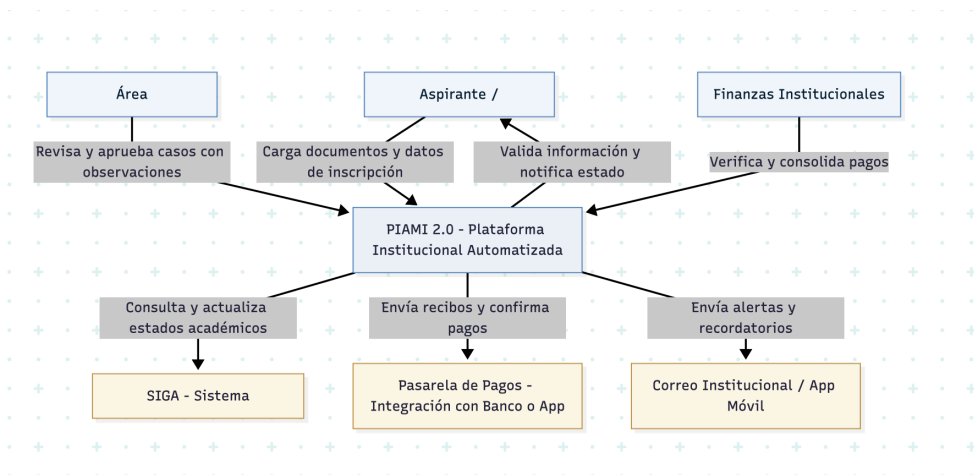 Área
Aspirante /
Finanzas Institucionales
Revisa y aprueba casos con
observaciones
Carga documentos y datos
de inscripción
Valida información y
notifica estado
Verifica y consolida pagos
PIAMI 2.0 - Plataforma
Institucional Automatizada
Consulta y actualiza
estados académicos
Envía recibos y confirma
pagos
Envía alertas y
recordatorios
SIGA - Sistema
Pasarela de Pagos -
Integración con Banco o App
Correo Institucional / App
Móvil